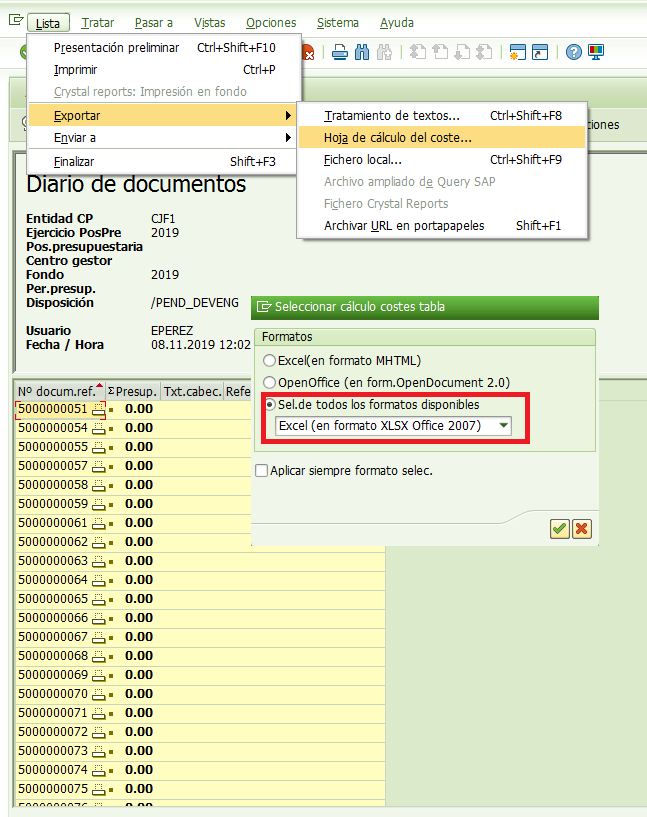 Lista Tratar Pasar a Vistas Opciones Sistema Ayuda
Presentación preliminar Ctrl+Shift+F10
Imprimir Ctrl+P
Crystal reports: Impresión en fondo
Exportar
Enviar a
Finalizar Shift+F3
Tratamiento de textos... Ctrl+Shift+F8
Hoja de cálculo del coste...
Fichero local... Ctrl+Shift+F9
Archivo ampliado de Query SAP
Fichero Crystal Reports
Archivar URL en portapapeles Shift+F1
iones
Diario de documentos
Entidad CP CJF1
Ejercicio PosPre 2019
Pos.presupuestaria
Centro gestor
Fondo 2019
Per.presup.
Disposición /PEND_DEVENG
Usuario EPEREZ
Fecha / Hora 08.11.2019 12:02
Seleccionar cálculo costes tabla
Formatos
Excel(en formato MHTML)
OpenOffice (en form.OpenDocument 2.0)
Sel.de todos los formatos disponibles
Excel (en formato XLSX Office 2007)
Aplicar siempre formato selec.
Nº docum.ref. ΣPresup. Txt.cabec. Refe
5000000051 0.00
5000000054 0.00
5000000055 0.00
5000000057 0.00
5000000058 0.00
5000000059 0.00
5000000061 0.00
5000000062 0.00
5000000063 0.00
5000000064 0.00
5000000065 0.00
5000000066 0.00
5000000067 0.00
5000000068 0.00
5000000069 0.00
5000000070 0.00
5000000071 0.00
5000000072 0.00
5000000073 0.00
5000000074 0.00
5000000075 0.00
5000000076 0.00